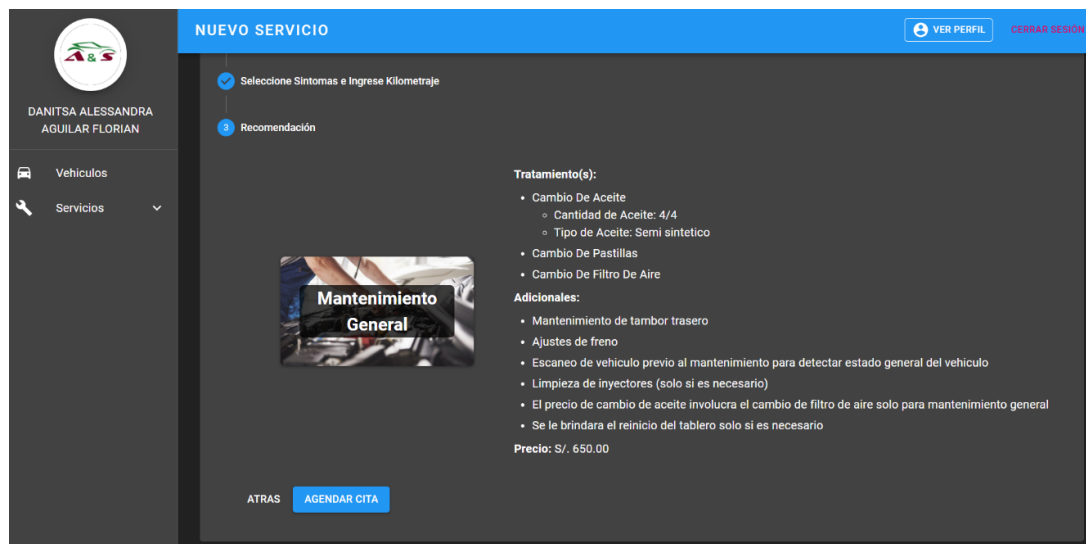 A & S
DANITSA ALESSANDRA
AGUILAR FLORIAN
Vehiculos
Servicios
NUEVO SERVICIO
VER PERFIL
CERRAR SESIÓN
Seleccione Sintomas e Ingrese Kilometraje
3 Recomendación
Mantenimiento
General
Tratamiento(s):
• Cambio De Aceite
◦ Cantidad de Aceite: 4/4
◦ Tipo de Aceite: Semi sintetico
• Cambio De Pastillas
• Cambio De Filtro De Aire
Adicionales:
• Mantenimiento de tambor trasero
• Ajustes de freno
• Escaneo de vehiculo previo al mantenimiento para detectar estado general del vehiculo
• Limpieza de inyectores (solo si es necesario)
• El precio de cambio de aceite involucra el cambio de filtro de aire solo para mantenimiento general
• Se le brindara el reinicio del tablero solo si es necesario
Precio: S/. 650.00
ATRAS
AGENDAR CITA